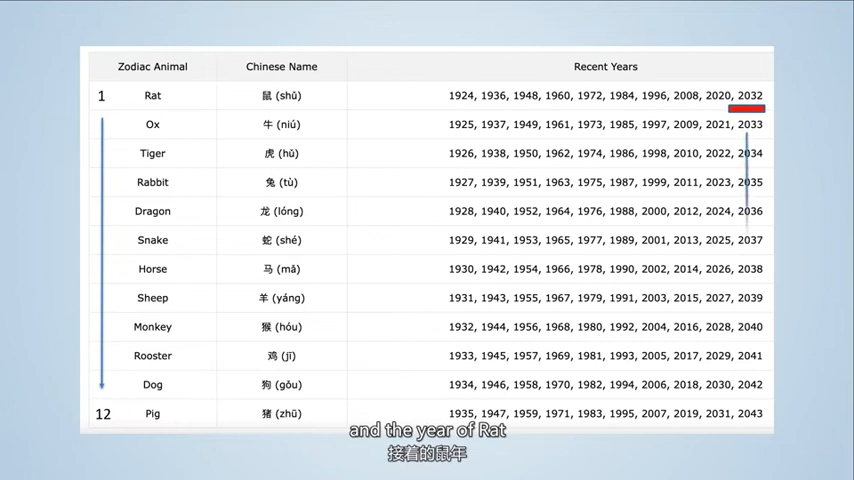 Zodiac Animal Chinese Name Recent Years
1 Rat 鼠 (shǔ) 1924, 1936, 1948, 1960, 1972, 1984, 1996, 2008, 2020, 2032
Ox 牛 (niú) 1925, 1937, 1949, 1961, 1973, 1985, 1997, 2009, 2021, 2033
Tiger 虎 (hǔ) 1926, 1938, 1950, 1962, 1974, 1986, 1998, 2010, 2022, 2034
Rabbit 兔 (tù) 1927, 1939, 1951, 1963, 1975, 1987, 1999, 2011, 2023, 2035
Dragon 龙 (lóng) 1928, 1940, 1952, 1964, 1976, 1988, 2000, 2012, 2024, 2036
Snake 蛇 (shé) 1929, 1941, 1953, 1965, 1977, 1989, 2001, 2013, 2025, 2037
Horse 马 (mǎ) 1930, 1942, 1954, 1966, 1978, 1990, 2002, 2014, 2026, 2038
Sheep 羊 (yáng) 1931, 1943, 1955, 1967, 1979, 1991, 2003, 2015, 2027, 2039
Monkey 猴 (hóu) 1932, 1944, 1956, 1968, 1980, 1992, 2004, 2016, 2028, 2040
Rooster 鸡 (jī) 1933, 1945, 1957, 1969, 1981, 1993, 2005, 2017, 2029, 2041
Dog 狗 (gǒu) 1934, 1946, 1958, 1970, 1982, 1994, 2006, 2018, 2030, 2042
12 Pig 猪 (zhū) 1935, 1947, 1959, 1971, 1983, 1995, 2007, 2019, 2031, 2043
and the year of Rat
接着的鼠年